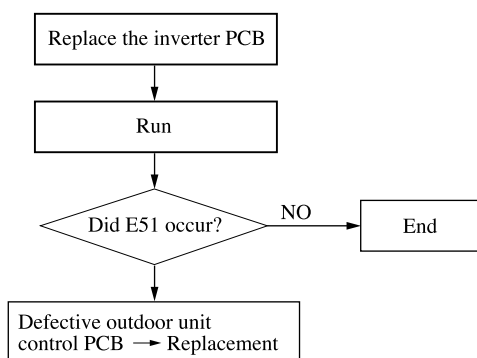 Replace the inverter PCB
Run
Did E51 occur?
NO
End
Defective outdoor unit
control PCB → Replacement